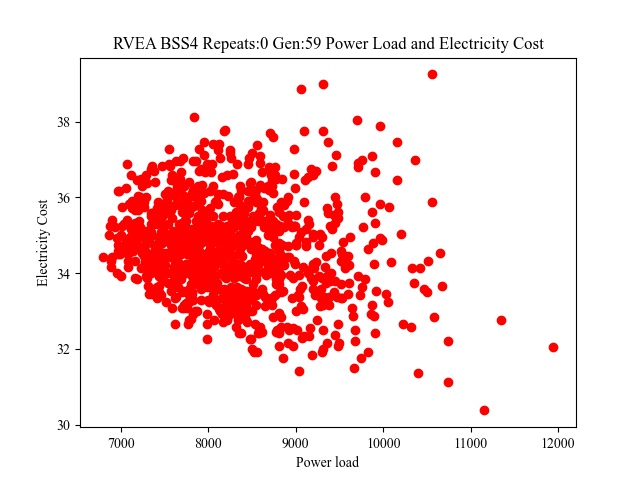 RVEA BSS4 Repeats:0 Gen:59 Power Load and Electricity Cost
38
36
34
32
30
Electricity Cost
7000 8000 9000 10000 11000 12000
Power load